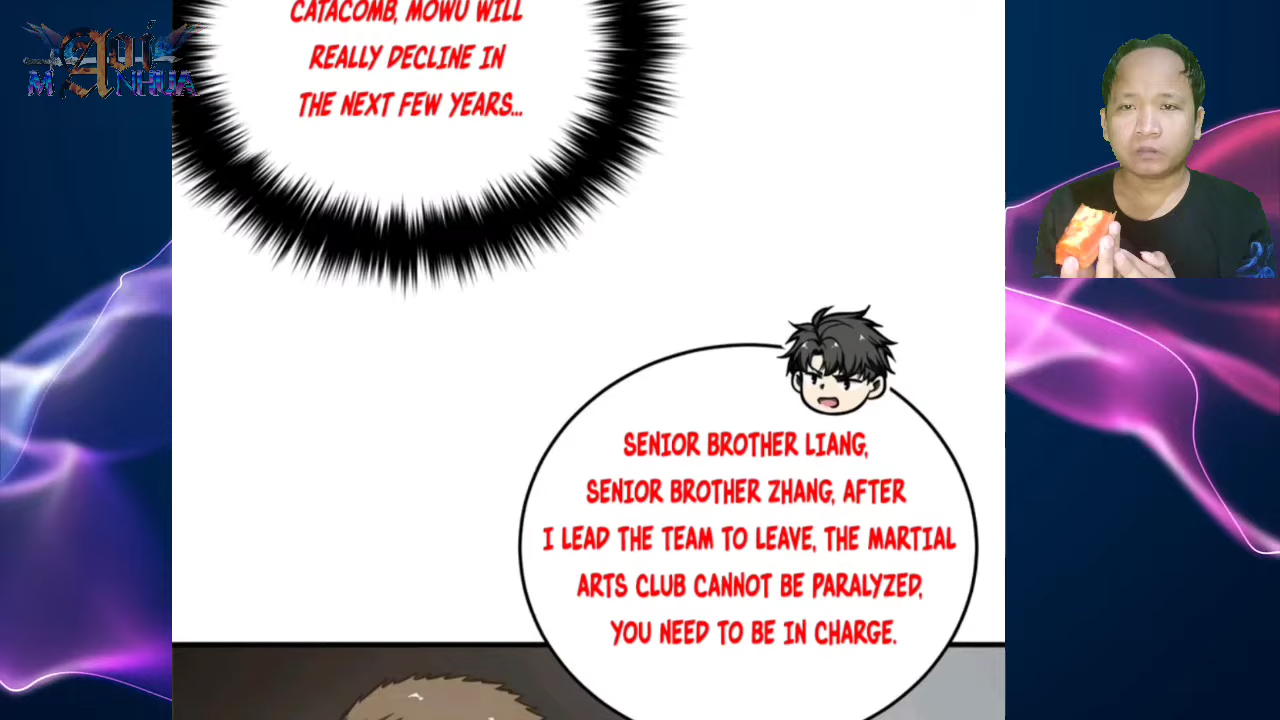 Aoi
MANHUA
CATACOMB, MOWU WILL
REALLY DECLINE IN
THE NEXT FEW YEARS...
SENIOR BROTHER LIANG,
SENIOR BROTHER ZHANG, AFTER
I LEAD THE TEAM TO LEAVE, THE MARTIAL
ARTS CLUB CANNOT BE PARALYZED,
YOU NEED TO BE IN CHARGE.